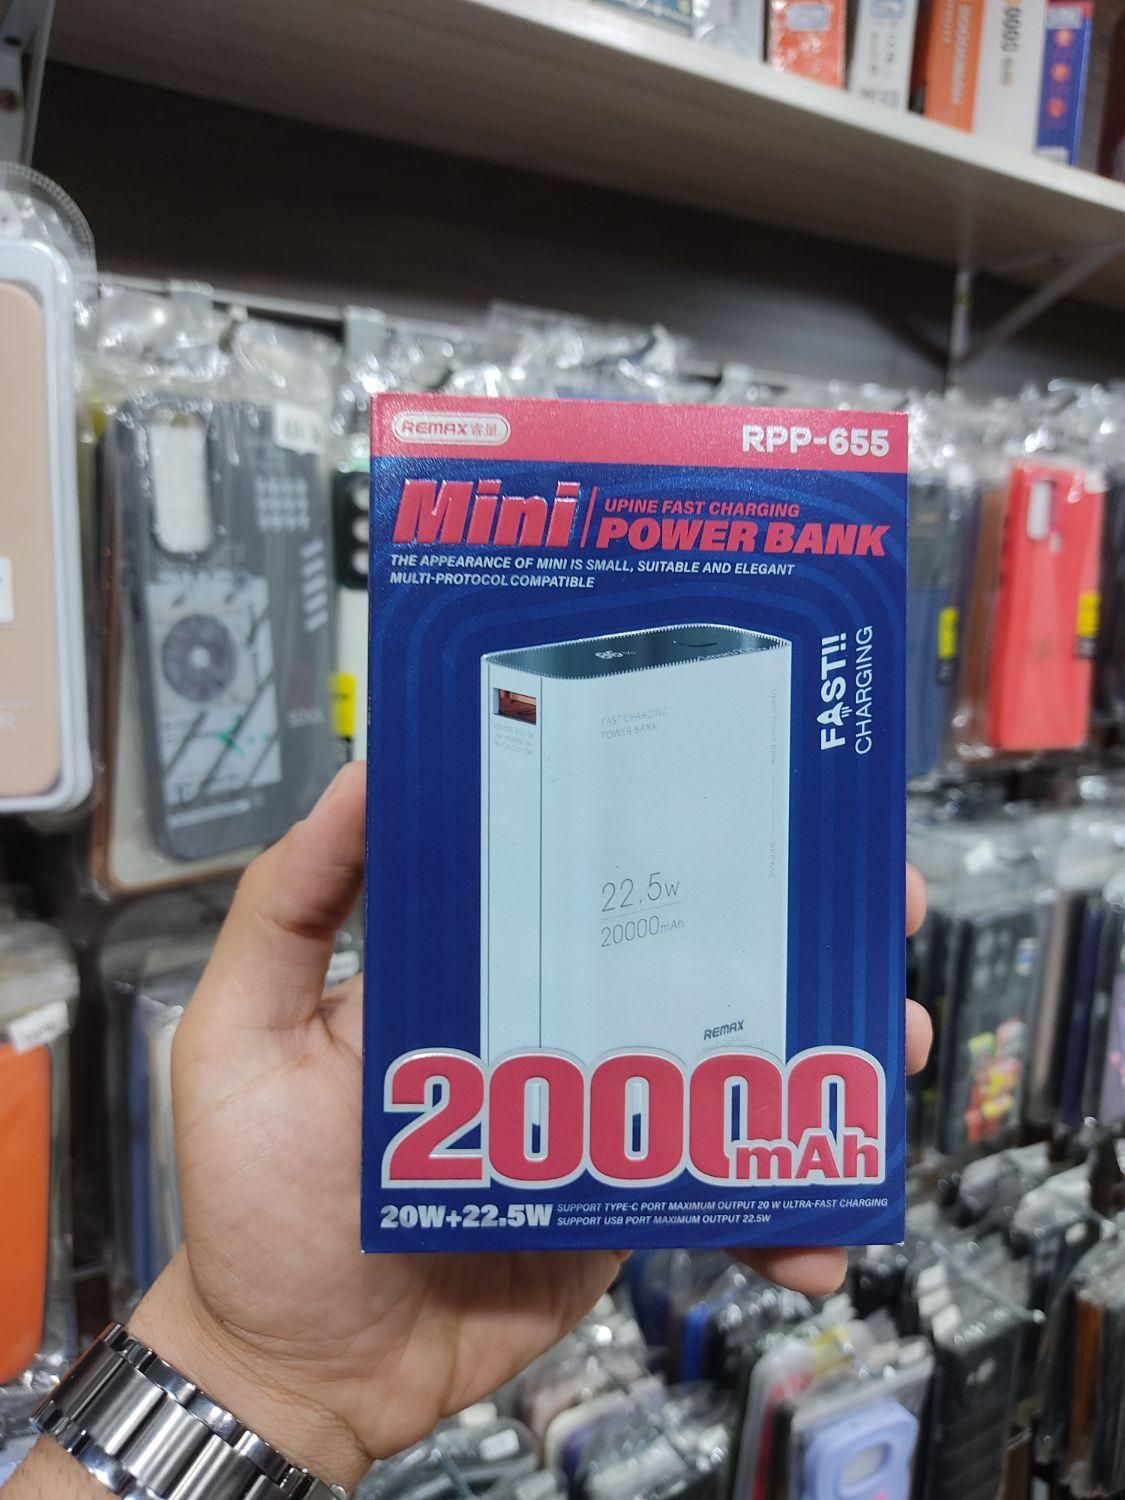 REMAX 睿量
RPP-655
Mini
UPINE FAST CHARGING
POWER BANK
THE APPEARANCE OF MINI IS SMALL, SUITABLE AND ELEGANT
MULTI-PROTOCOL COMPATIBLE
FAST!!
CHARGING
FAST CHARGING
POWER BANK
22.5W
20000mAh
REMAX
20000
mAh
20W+22.5W
SUPPORT TYPE-C PORT MAXIMUM OUTPUT 20 W ULTRA-FAST CHARGING
SUPPORT USB PORT MAXIMUM OUTPUT 22.5W